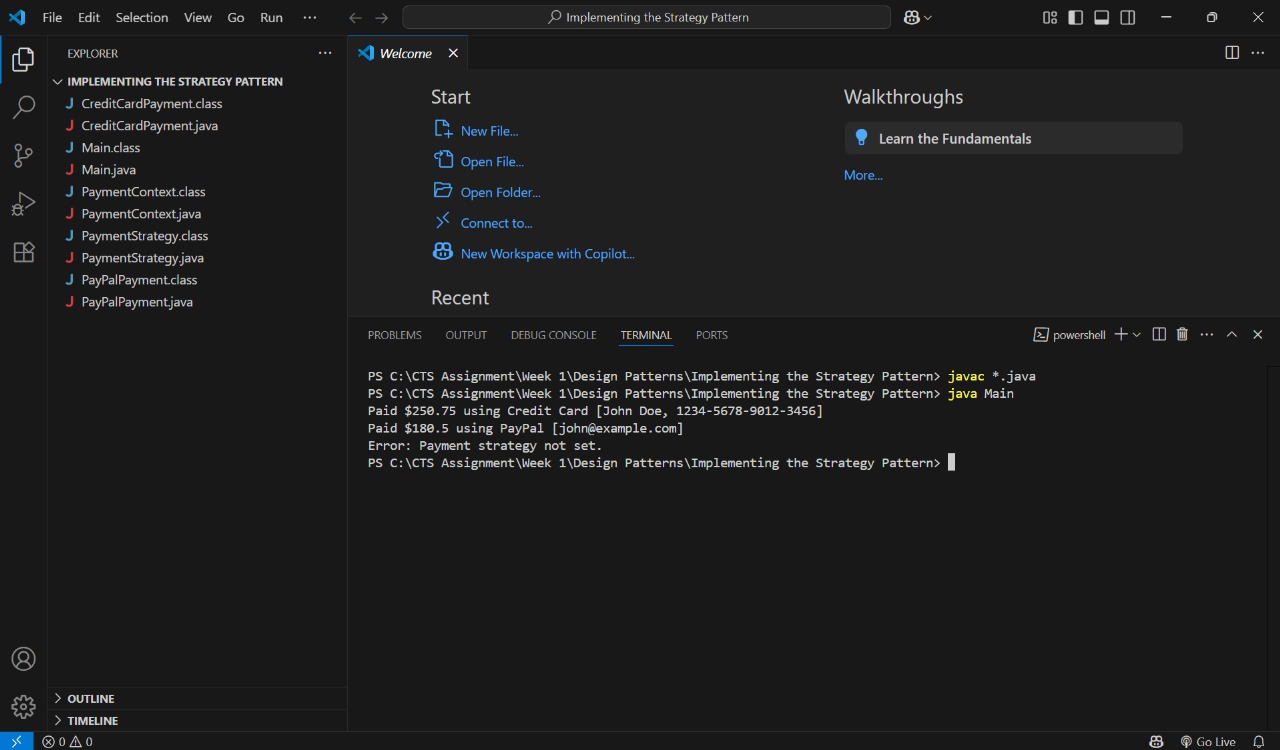 File Edit Selection View Go Run ···
Implementing the Strategy Pattern
EXPLORER
IMPLEMENTING THE STRATEGY PATTERN
J CreditCardPayment.class
J CreditCardPayment.java
J Main.class
J Main.java
J PaymentContext.class
J PaymentContext.java
J PaymentStrategy.class
J PaymentStrategy.java
J PayPalPayment.class
J PayPalPayment.java
OUTLINE
TIMELINE
Welcome
Start
New File...
Open File...
Open Folder...
Connect to...
New Workspace with Copilot...
Recent
Walkthroughs
Learn the Fundamentals
More...
PROBLEMS OUTPUT DEBUG CONSOLE TERMINAL PORTS
powershell
PS C:\CTS Assignment\Week 1\Design Patterns\Implementing the Strategy Pattern> javac *.java
PS C:\CTS Assignment\Week 1\Design Patterns\Implementing the Strategy Pattern> java Main
Paid $250.75 using Credit Card [John Doe, 1234-5678-9012-3456]
Paid $180.5 using PayPal [john@example.com]
Error: Payment strategy not set.
PS C:\CTS Assignment\Week 1\Design Patterns\Implementing the Strategy Pattern>
0 0
Go Live